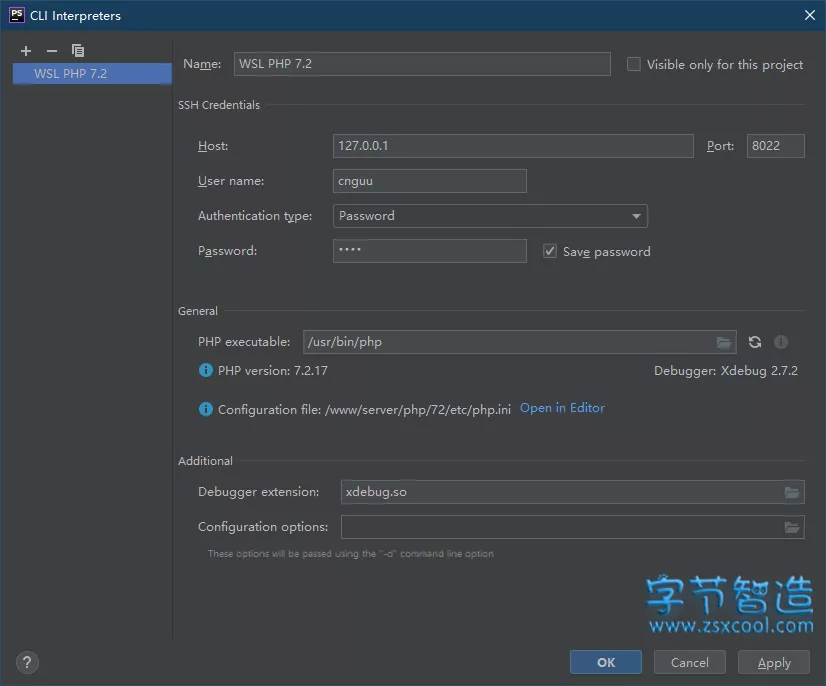 PS CLI Interpreters
WSL PHP 7.2
Name: WSL PHP 7.2 Visible only for this project
SSH Credentials
Host: 127.0.0.1 Port: 8022
User name: cnguu
Authentication type: Password
Password: •••• Save password
General
PHP executable: /usr/bin/php
PHP version: 7.2.17 Debugger: Xdebug 2.7.2
Configuration file: /www/server/php/72/etc/php.ini Open in Editor
Additional
Debugger extension: xdebug.so
Configuration options:
These options will be passed using the "-d" command line option
字节智造
www.zsxcool.com
? OK Cancel Apply